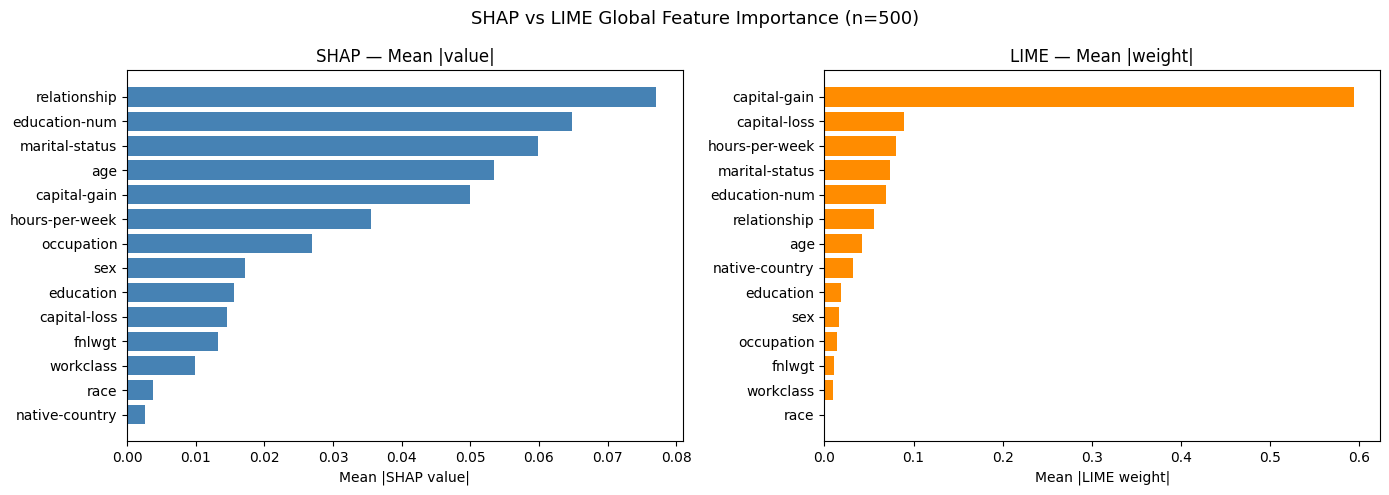 SHAP vs LIME Global Feature Importance (n=500)
SHAP — Mean |value|
relationship
education-num
marital-status
age
capital-gain
hours-per-week
occupation
sex
education
capital-loss
fnlwgt
workclass
race
native-country
0.00 0.01 0.02 0.03 0.04 0.05 0.06 0.07 0.08
Mean |SHAP value|
LIME — Mean |weight|
capital-gain
capital-loss
hours-per-week
marital-status
education-num
relationship
age
native-country
education
sex
occupation
fnlwgt
workclass
race
0.0 0.1 0.2 0.3 0.4 0.5 0.6
Mean |LIME weight|